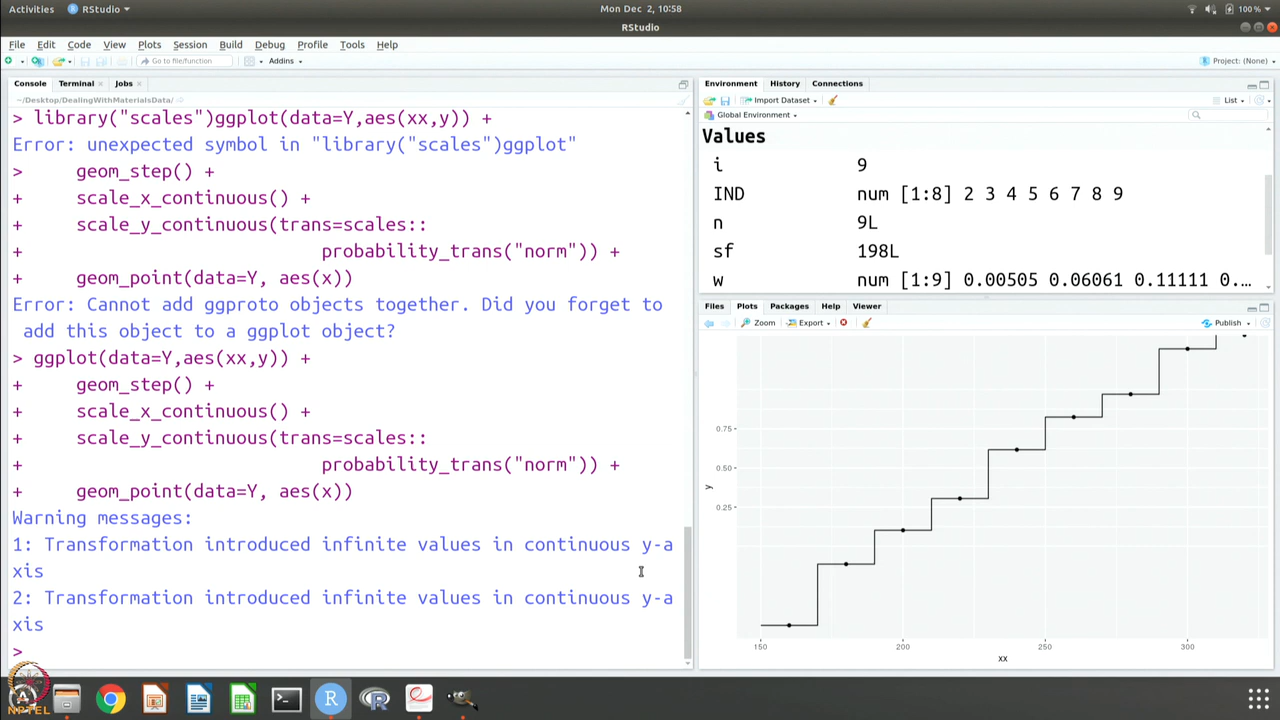 Activities
RStudio
Mon Dec 2, 10:58
100%
RStudio
File Edit Code View Plots Session Build Debug Profile Tools Help
Go to file/function
Addins
Project: (None)
Console Terminal Jobs
~/Desktop/DealingWithMaterialsData/
> library("scales")ggplot(data=Y,aes(xx,y)) +
Error: unexpected symbol in "library("scales")ggplot"
> geom_step() +
+ scale_x_continuous() +
+ scale_y_continuous(trans=scales::
+ probability_trans("norm")) +
+ geom_point(data=Y, aes(x))
Error: Cannot add ggproto objects together. Did you forget to
add this object to a ggplot object?
> ggplot(data=Y,aes(xx,y)) +
+ geom_step() +
+ scale_x_continuous() +
+ scale_y_continuous(trans=scales::
+ probability_trans("norm")) +
+ geom_point(data=Y, aes(x))
Warning messages:
1: Transformation introduced infinite values in continuous y-a
xis
2: Transformation introduced infinite values in continuous y-a
xis
>
Environment History Connections
Import Dataset
List
Global Environment
Values
i 9
IND num [1:8] 2 3 4 5 6 7 8 9
n 9L
sf 198L
w num [1:9] 0.00505 0.06061 0.11111 0...
Files Plots Packages Help Viewer
Zoom Export Publish
0.75
0.50
0.25
y
150 200 250 300
xx
NPTEL